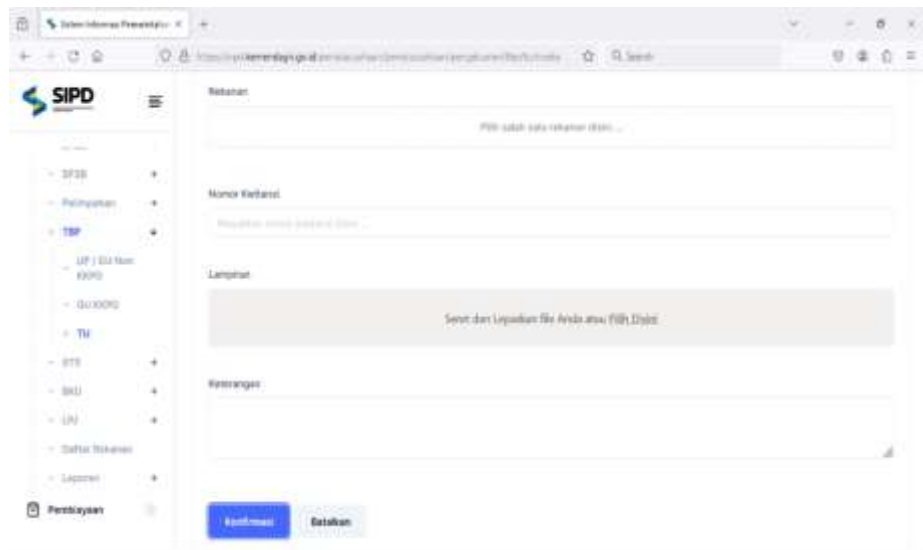 Search
SIPD
Rekanan
Pilih salah satu rekanan disini ...
Pelimpahan
TBP
Nomor Kwitansi
UP / GU Non
KKPD
Lampiran
GU KKPD
Seret dan Lepaskan file Anda atau Pilih Disini
TU
STS
Keterangan
BKU
LPJ
Daftar Rekanan
Laporan
Pembiayaan
Konfirmasi
Batalkan